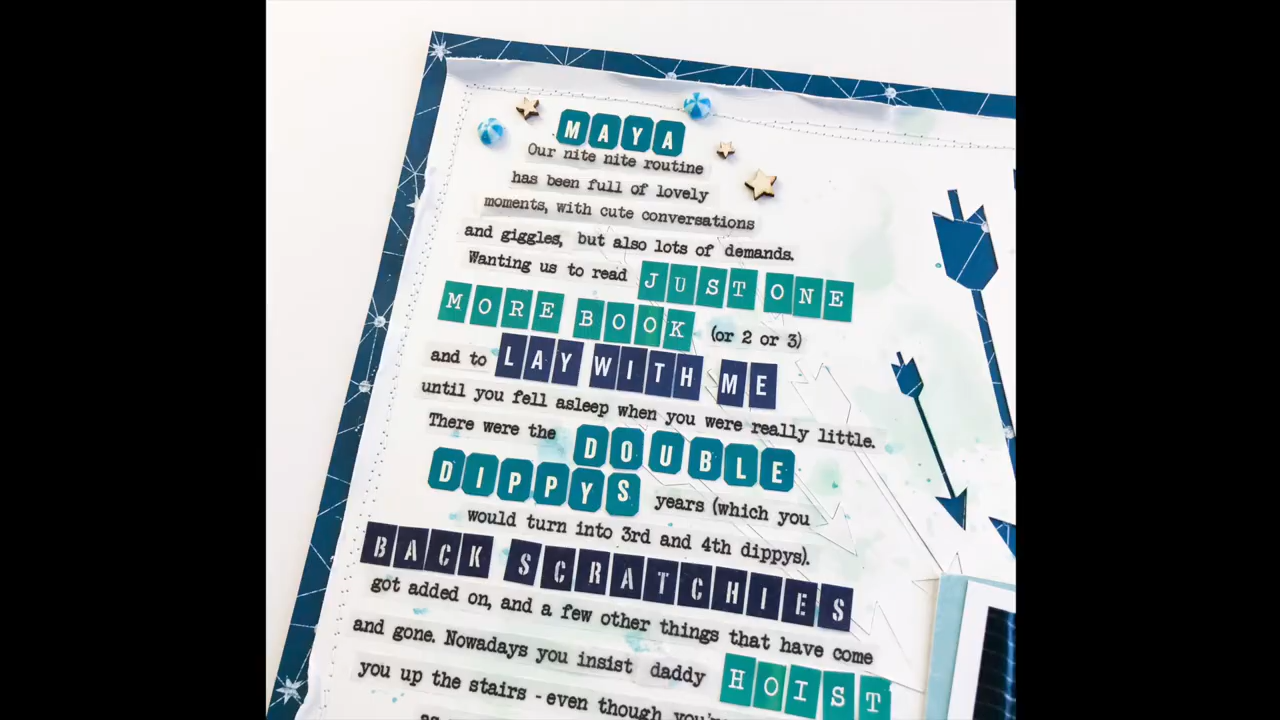 MAYA
Our nite nite routine
has been full of lovely
moments, with cute conversations
and giggles, but also lots of demands.
Wanting us to read JUST ONE
MORE BOOK (or 2 or 3)
and to LAY WITH ME
until you fell asleep when you were really little.
There were the DOUBLE
DIPPYS years (which you
would turn into 3rd and 4th dippys).
BACK SCRATCHIES
got added on, and a few other things that have come
and gone. Nowadays you insist daddy HOIST
you up the stairs - even though you're